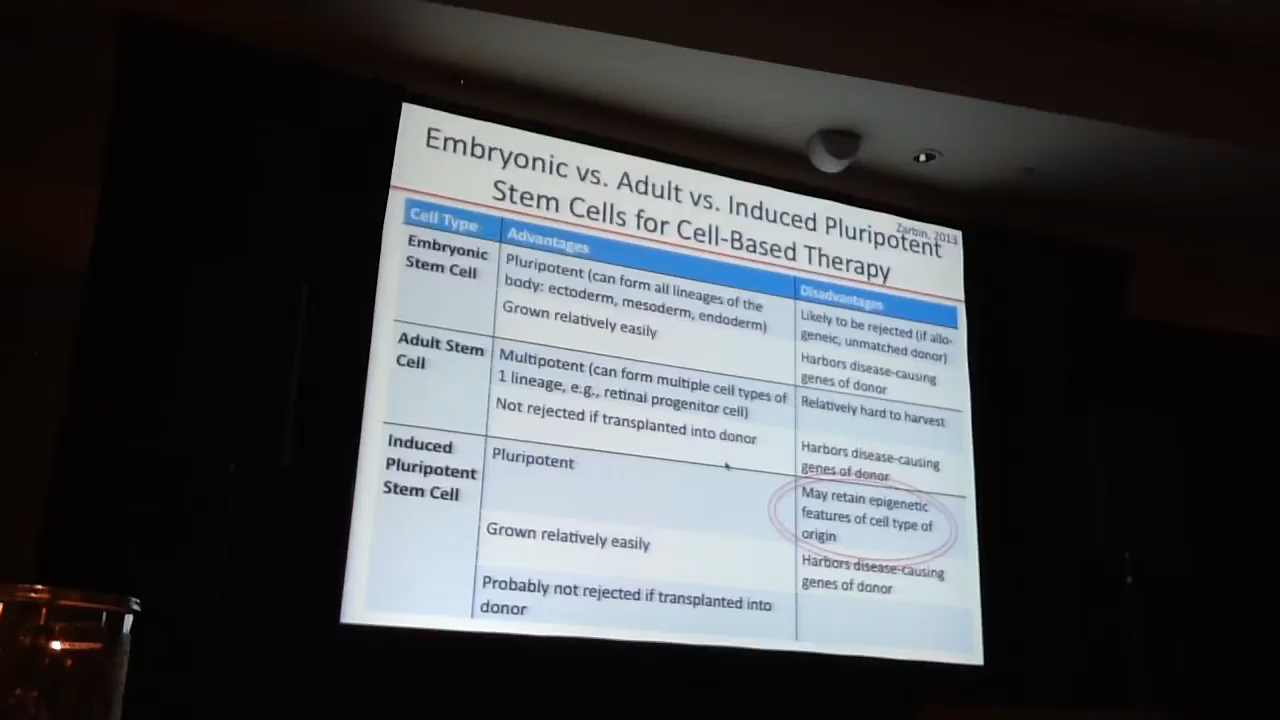 Embryonic vs. Adult vs. Induced Pluripotent
Stem Cells for Cell-Based Therapy
Zarbin, 2013
Cell Type
Advantages
Disadvantages
Embryonic
Stem Cell
Pluripotent (can form all lineages of the
body: ectoderm, mesoderm, endoderm)
Grown relatively easily
Likely to be rejected (if allo-
geneic, unmatched donor)
Harbors disease-causing
genes of donor
Adult Stem
Cell
Multipotent (can form multiple cell types of
1 lineage, e.g., retinal progenitor cell)
Not rejected if transplanted into donor
Relatively hard to harvest
Harbors disease-causing
genes of donor
Induced
Pluripotent
Stem Cell
Pluripotent
Grown relatively easily
Probably not rejected if transplanted into
donor
May retain epigenetic
features of cell type of
origin
Harbors disease-causing
genes of donor